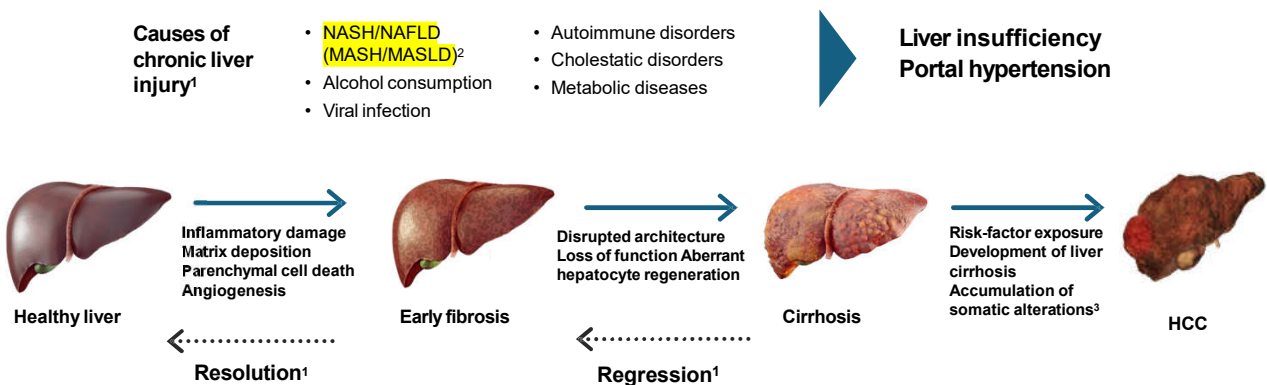 Causes of
chronic liver
injury¹
• NASH/NAFLD
(MASH/MASLD)²
• Alcohol consumption
• Viral infection
• Autoimmune disorders
• Cholestatic disorders
• Metabolic diseases
Liver insufficiency
Portal hypertension
Healthy liver
Inflammatory damage
Matrix deposition
Parenchymal cell death
Angiogenesis
Early fibrosis
Disrupted architecture
Loss of function Aberrant
hepatocyte regeneration
Cirrhosis
Risk-factor exposure
Development of liver
cirrhosis
Accumulation of
somatic alterations³
HCC
Resolution¹
Regression¹